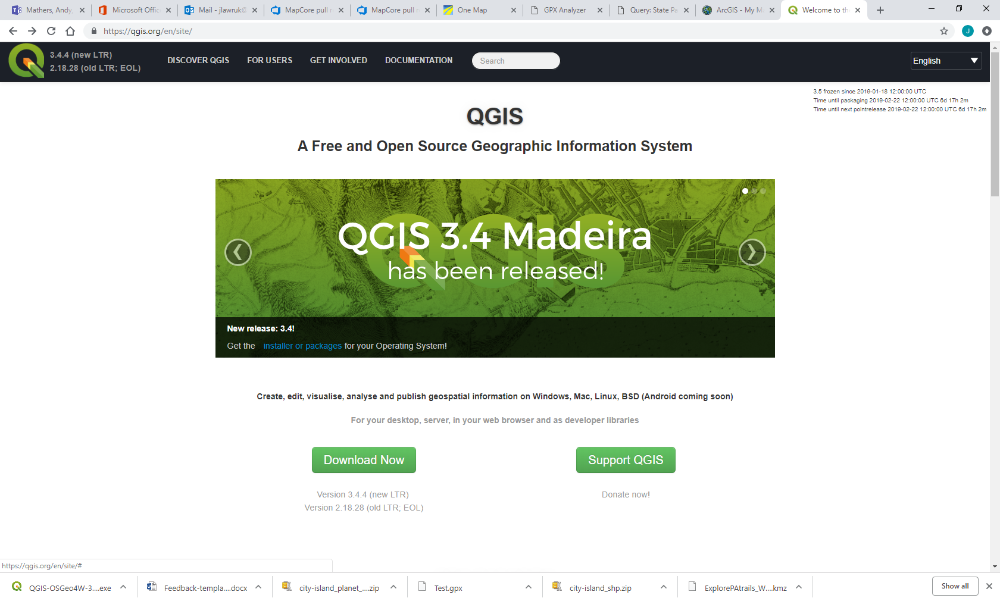 Mathers, Andy
Microsoft Offic
Mail - jlawruk@
MapCore pull r
MapCore pull r
One Map
GPX Analyzer
Query: State Pa
ArcGIS - My M
Welcome to the
https://qgis.org/en/site/
J
3.4.4 (new LTR)
2.18.28 (old LTR; EOL)
DISCOVER QGIS
FOR USERS
GET INVOLVED
DOCUMENTATION
Search
English
3.5 frozen since 2019-01-18 12:00:00 UTC
Time until packaging 2019-02-22 12:00:00 UTC 6d 17h 2m
Time until next pointrelease 2019-02-22 12:00:00 UTC 6d 17h 2m
QGIS
A Free and Open Source Geographic Information System
QGIS
QGIS 3.4 Madeira
has been released!
New release: 3.4!
Get the installer or packages for your Operating System!
Create, edit, visualise, analyse and publish geospatial information on Windows, Mac, Linux, BSD (Android coming soon)
For your desktop, server, in your web browser and as developer libraries
Download Now
Support QGIS
Version 3.4.4 (new LTR)
Donate now!
Version 2.18.28 (old LTR; EOL)
https://qgis.org/en/site/#
QGIS-OSGeo4W-3....exe
Feedback-templa....docx
city-island_planet_....zip
Test.gpx
city-island_shp.zip
ExplorePAtrails_W....kmz
Show all